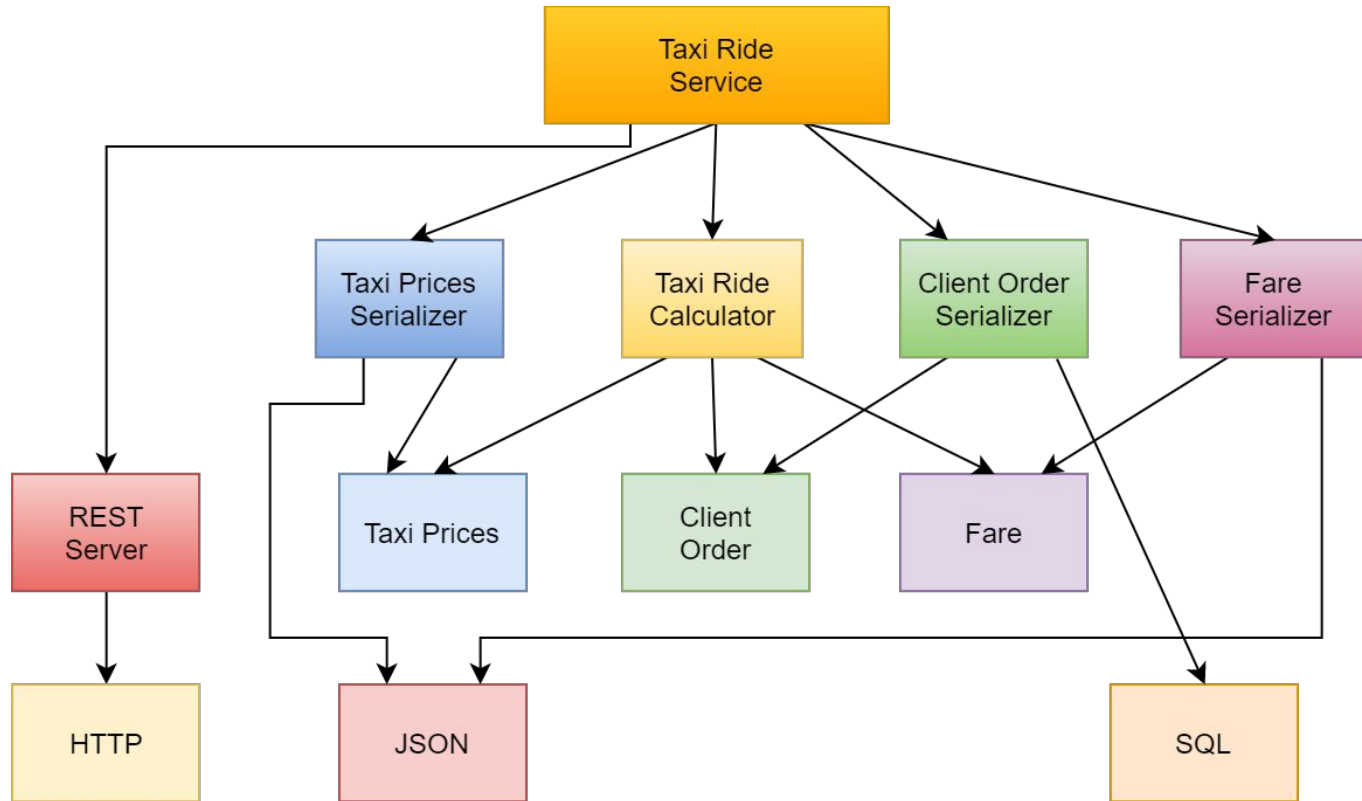 Taxi Ride
Service
Taxi Prices
Serializer
Taxi Ride
Calculator
Client Order
Serializer
Fare
Serializer
REST
Server
Taxi Prices
Client
Order
Fare
HTTP
JSON
SQL